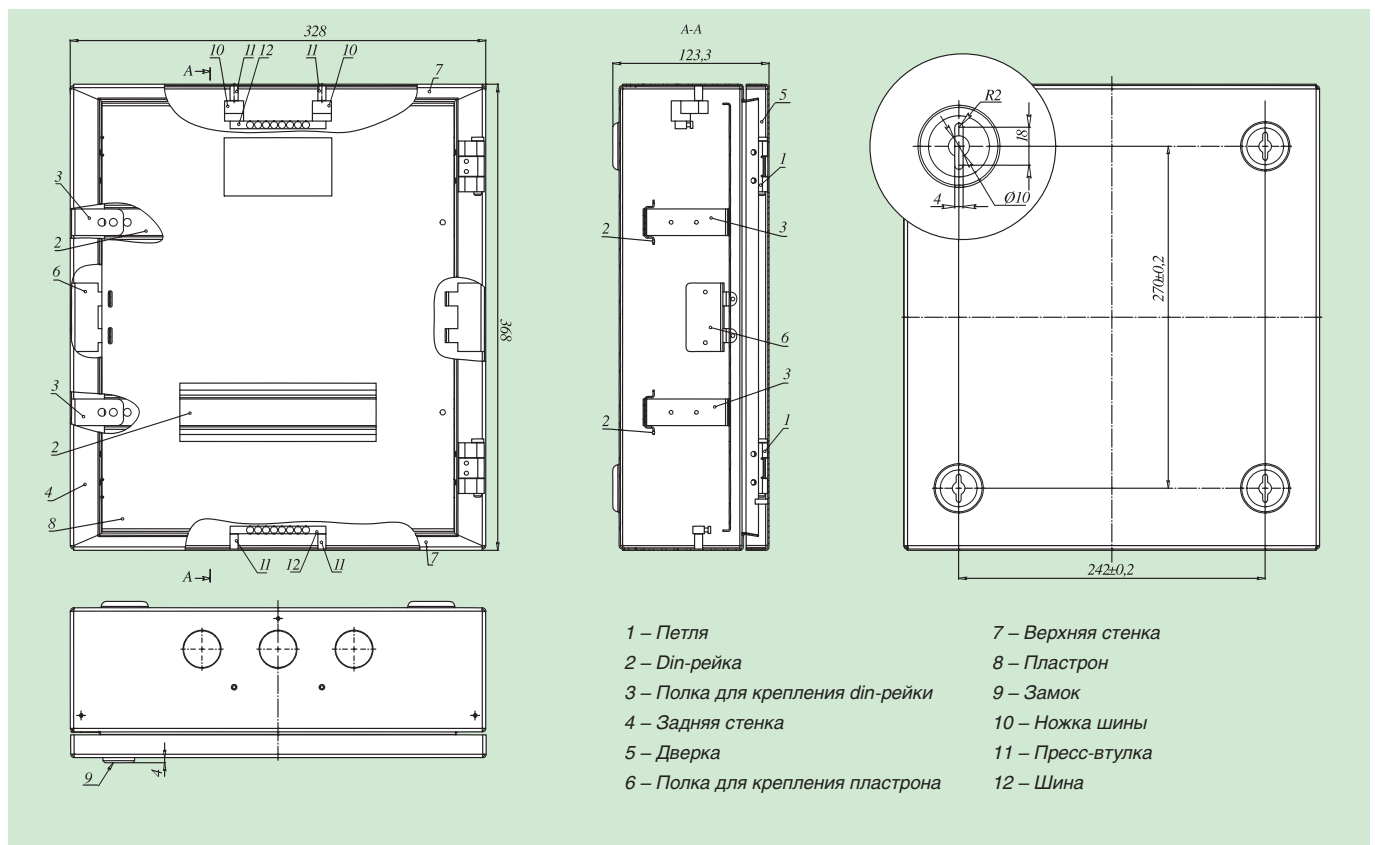 328
А
10
11
12
11
10
7
3
2
6
3
2
4
8
368
А
11
12
11
7
А-А
123,3
5
1
2
3
6
3
2
1
R2
18
4
Ø10
270±0,2
242±0,2
9
4
1 – Петля
2 – Din-рейка
3 – Полка для крепления din-рейки
4 – Задняя стенка
5 – Дверка
6 – Полка для крепления пластрона
7 – Верхняя стенка
8 – Пластрон
9 – Замок
10 – Ножка шины
11 – Пресс-втулка
12 – Шина